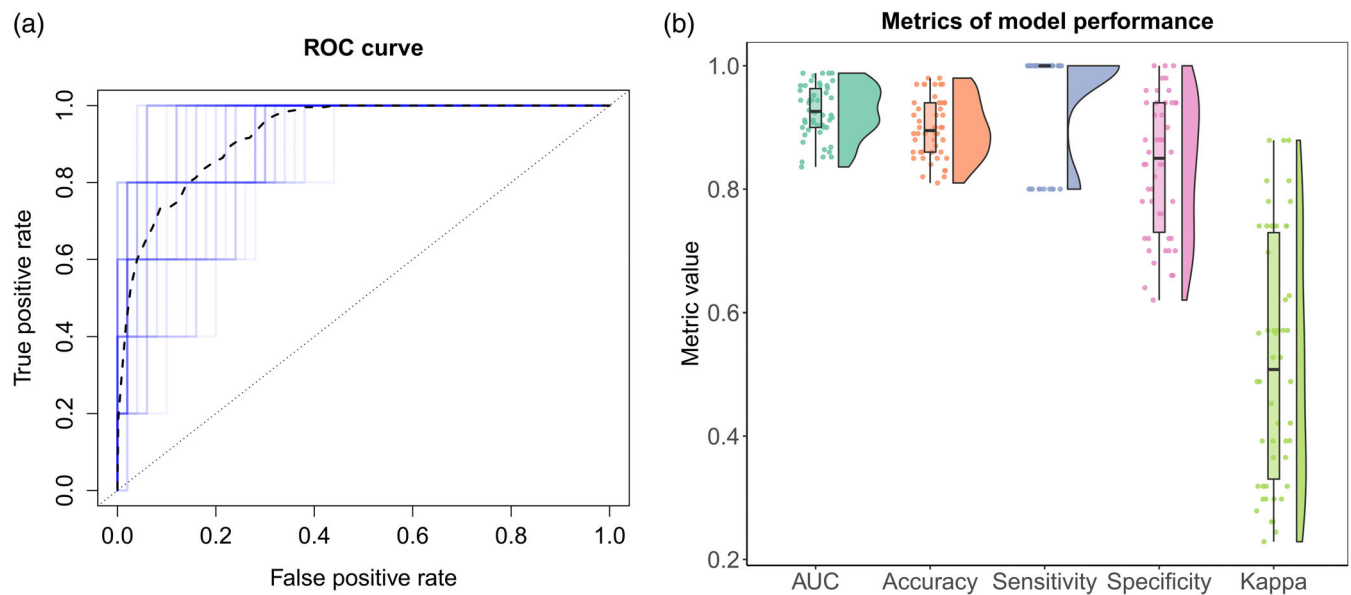 (a)
ROC curve
True positive rate
1.0
0.8
0.6
0.4
0.2
0.0
0.0 0.2 0.4 0.6 0.8 1.0
False positive rate
(b)
Metrics of model performance
Metric value
1.0
0.8
0.6
0.4
0.2
AUC Accuracy Sensitivity Specificity Kappa